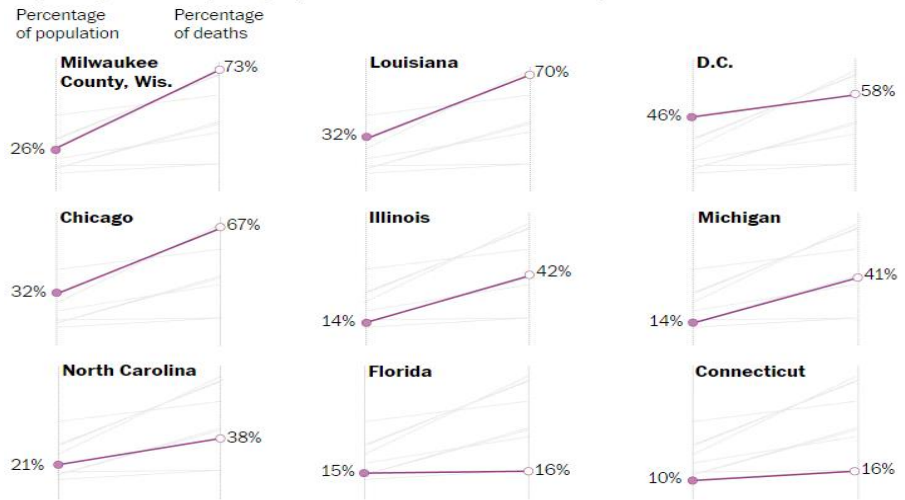 Percentage
of population
Percentage
of deaths
Milwaukee
County, Wis.
73%
26%
Louisiana
70%
32%
D.C.
58%
46%
Chicago
67%
32%
Illinois
42%
14%
Michigan
41%
14%
North Carolina
38%
21%
Florida
15%
16%
Connecticut
10%
16%